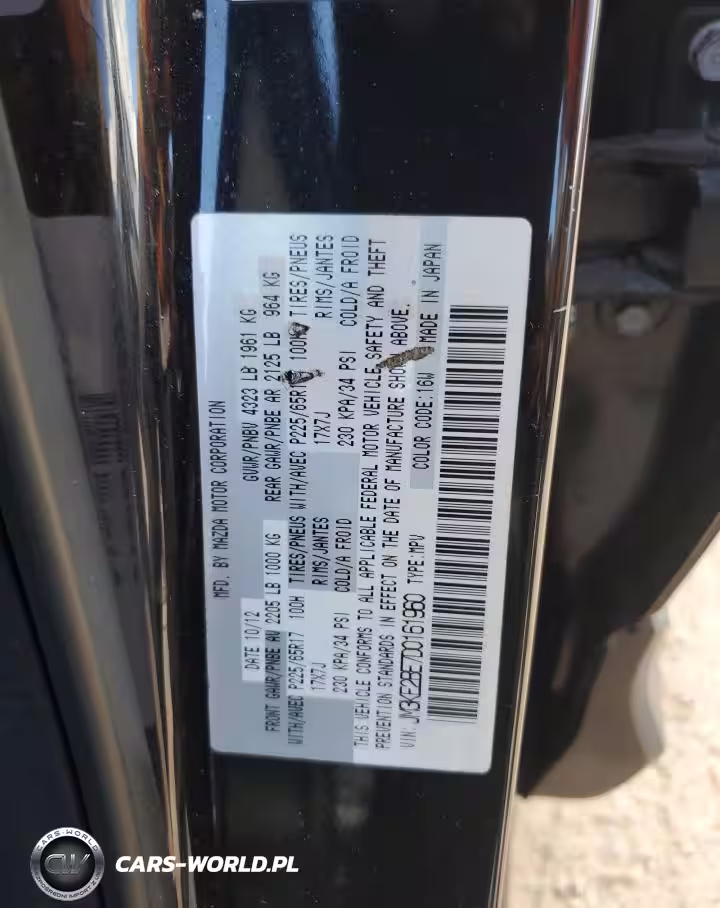 MFD. BY MAZDA MOTOR CORPORATION
DATE 10/12 GVWR/PNBV 4323 LB 1961 KG
FRONT GAWR/PNBE AV 2205 LB 1000 KG REAR GAWR/PNBE AR 2125 LB 964 KG
WITH/AVEC P225/65R17 100H TIRES/PNEUS WITH/AVEC P225/65R17 100H TIRES/PNEUS
17X7J RIMS/JANTES 17X7J RIMS/JANTES
230 KPA/34 PSI COLD/A FROID 230 KPA/34 PSI COLD/A FROID
THIS VEHICLE CONFORMS TO ALL APPLICABLE FEDERAL MOTOR VEHICLE SAFETY AND THEFT
PREVENTION STANDARDS IN EFFECT ON THE DATE OF MANUFACTURE SHOWN ABOVE.
VIN: JM3KE2BE7D0161960 TYPE:MPV COLOR CODE:16W MADE IN JAPAN
CARS-WORLD
CW
CARS-WORLD.PL